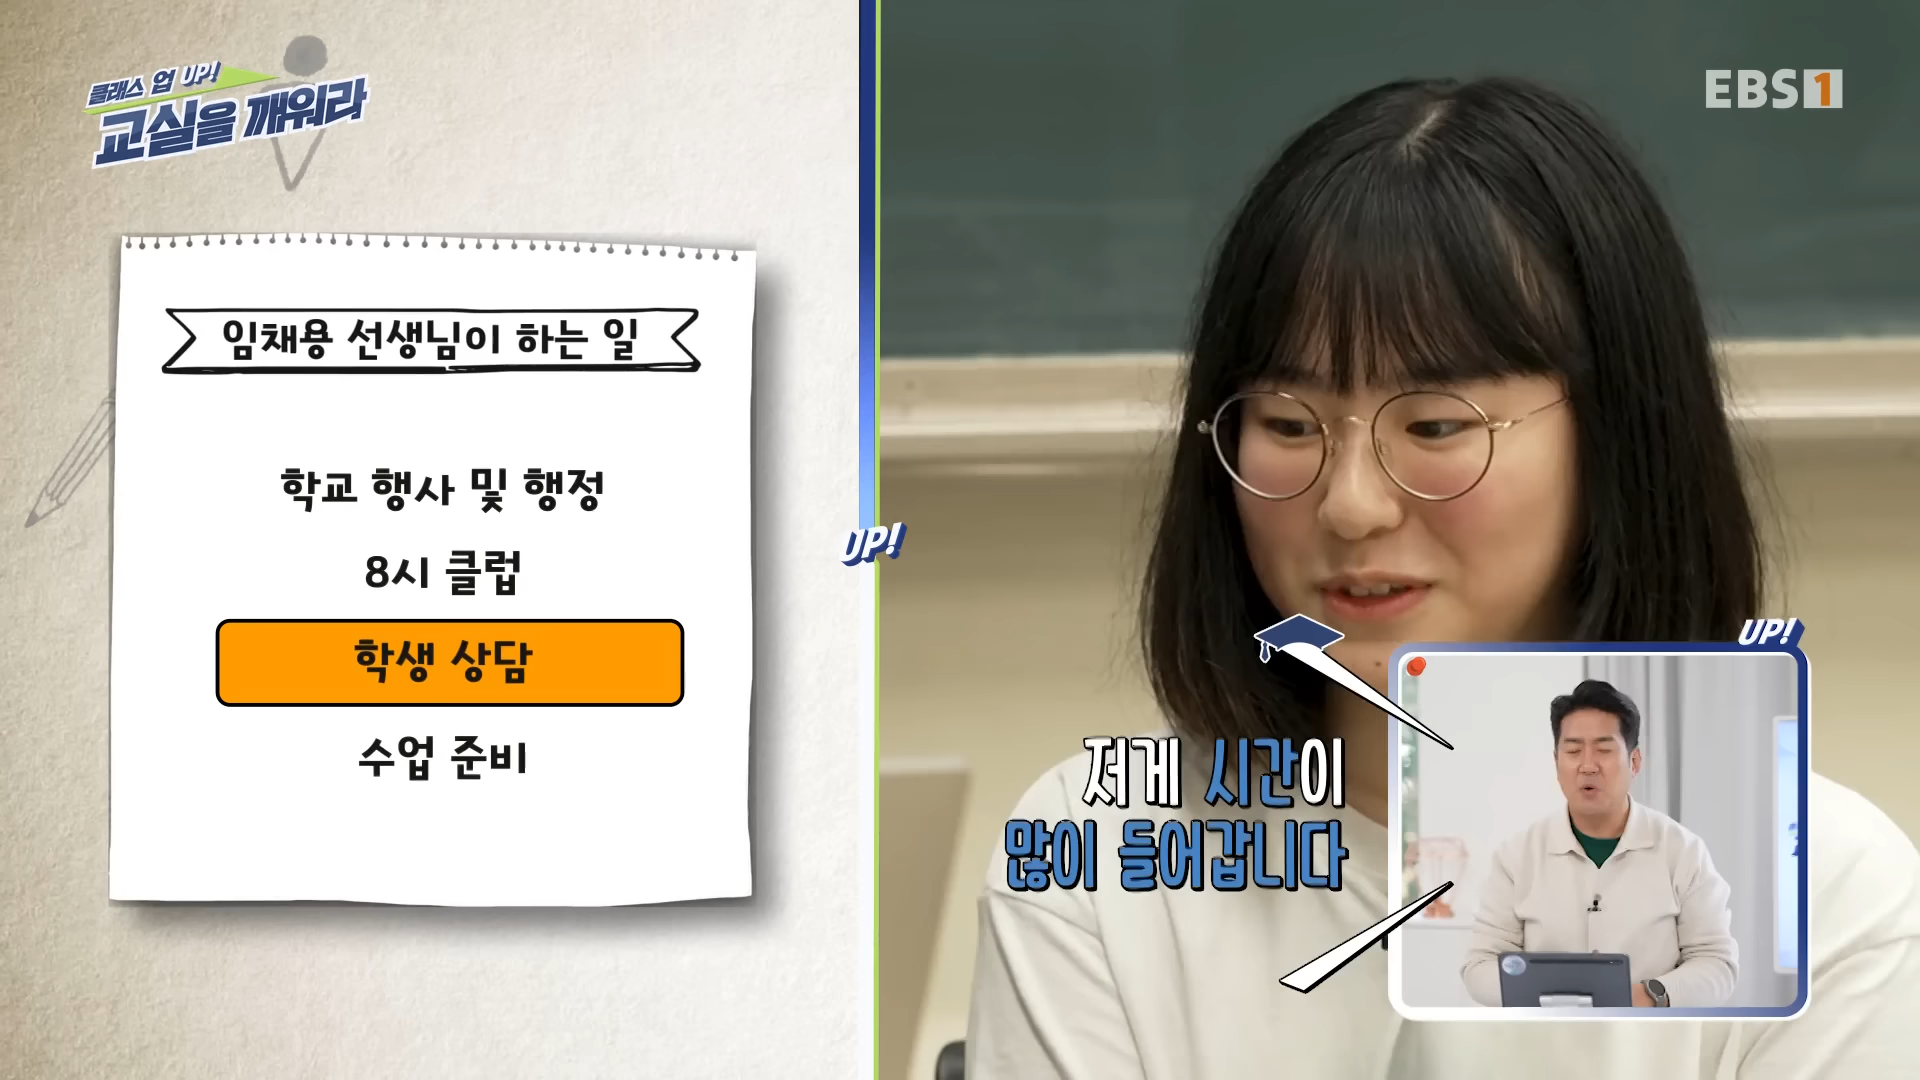 클래스 업 UP!
교실을 깨워라
EBS1
임채용 선생님이 하는 일
학교 행사 및 행정
8시 클럽
학생 상담
수업 준비
UP!
UP!
저게 시간이
많이 들어갑니다